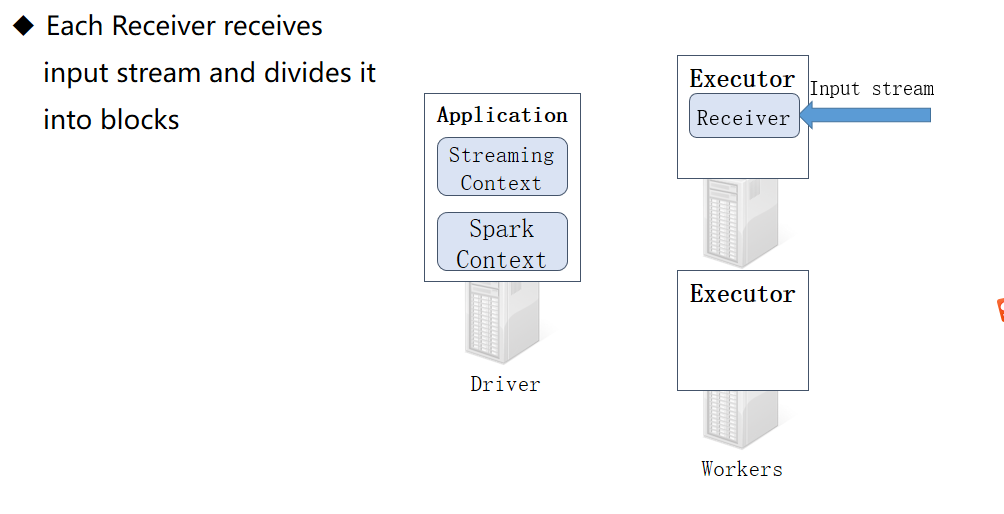 ◆ Each Receiver receives
input stream and divides it
into blocks
Application
Streaming
Context
Spark
Context
Driver
Executor
Receiver
Input stream
Executor
Workers